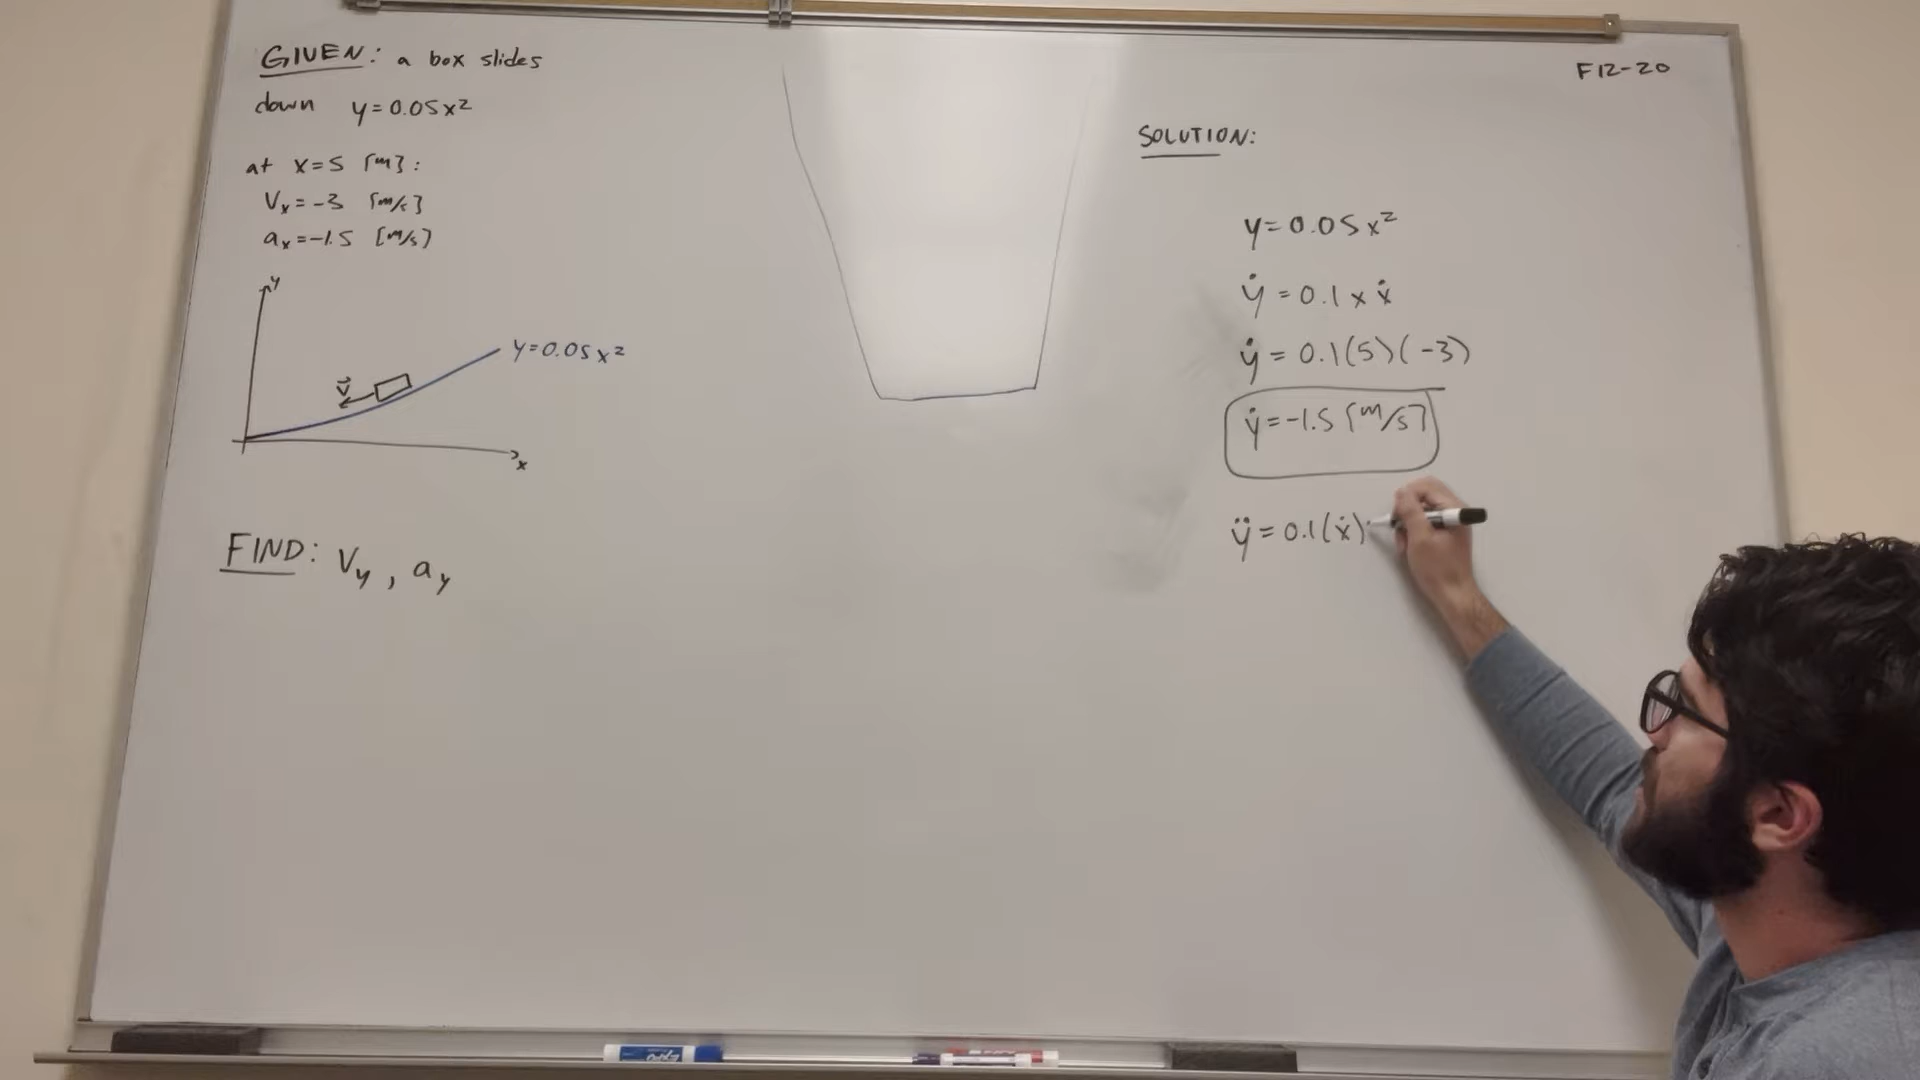 GIVEN: a box slides
down y=0.05x²
at x=5 [m]:
Vx=-3 [m/s]
ax=-1.5 [m/s]
y
y=0.05x²
v⃗
x
FIND: Vy, ay
F12-20
SOLUTION:
y=0.05x²
ẏ=0.1xẋ
ẏ=0.1(5)(-3)
ẏ=-1.5[m/s]
ÿ=0.1(ẋ)
EXPO